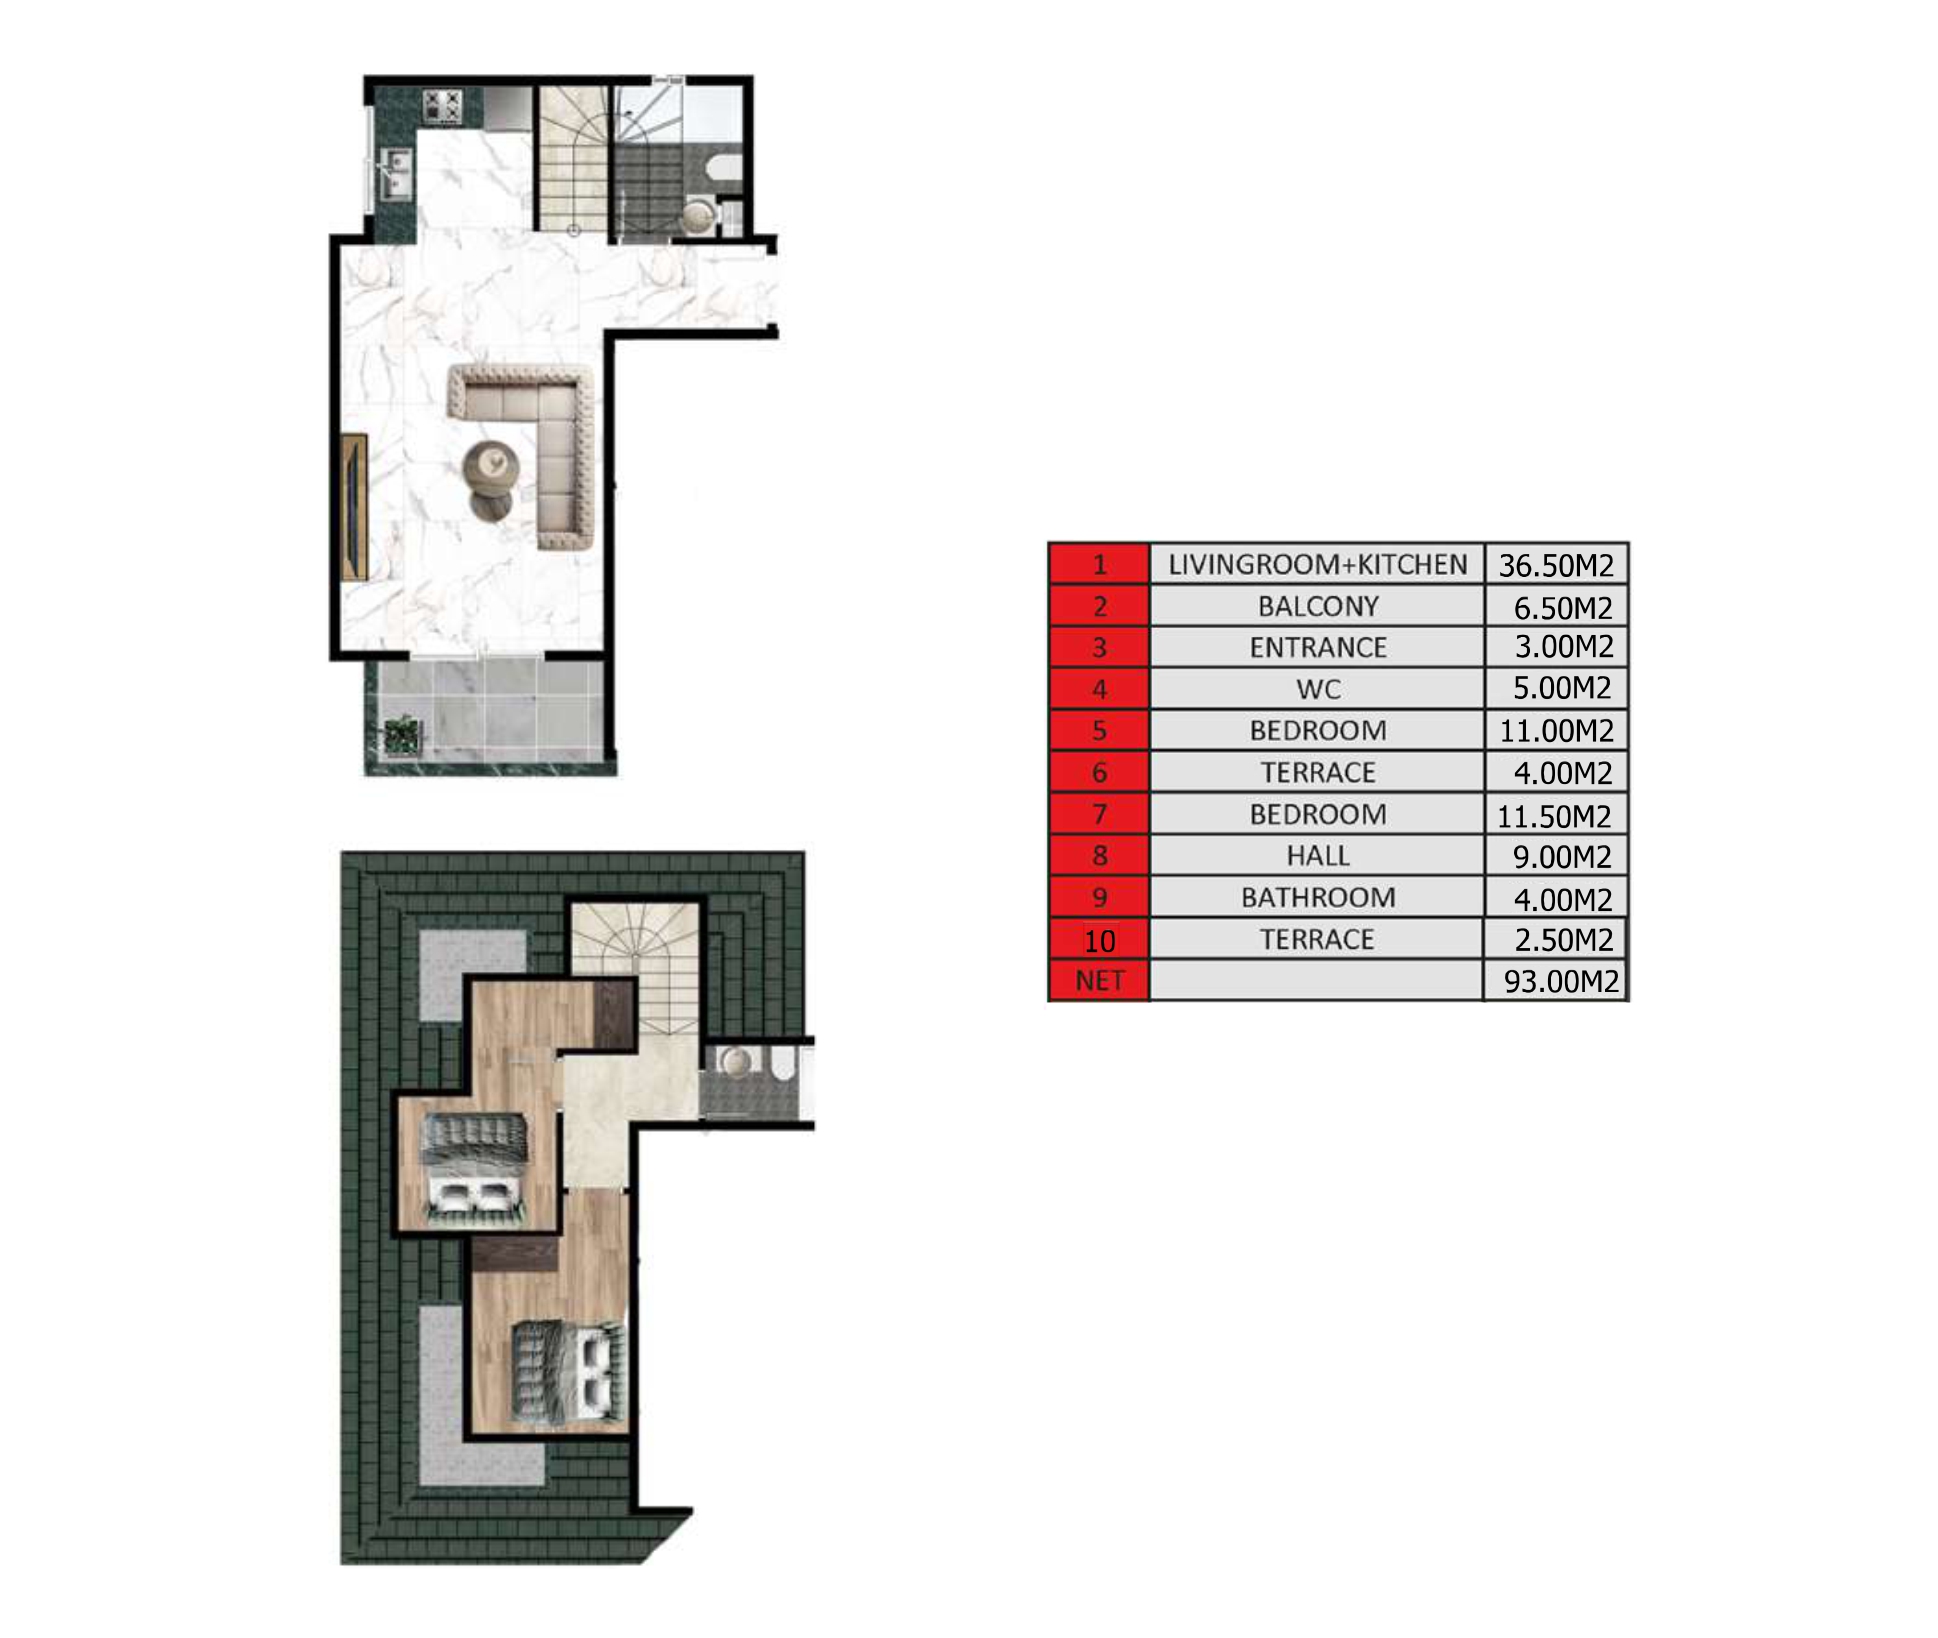 1 LIVINGROOM+KITCHEN 36.50M2
2 BALCONY 6.50M2
3 ENTRANCE 3.00M2
4 WC 5.00M2
5 BEDROOM 11.00M2
6 TERRACE 4.00M2
7 BEDROOM 11.50M2
8 HALL 9.00M2
9 BATHROOM 4.00M2
10 TERRACE 2.50M2
NET 93.00M2